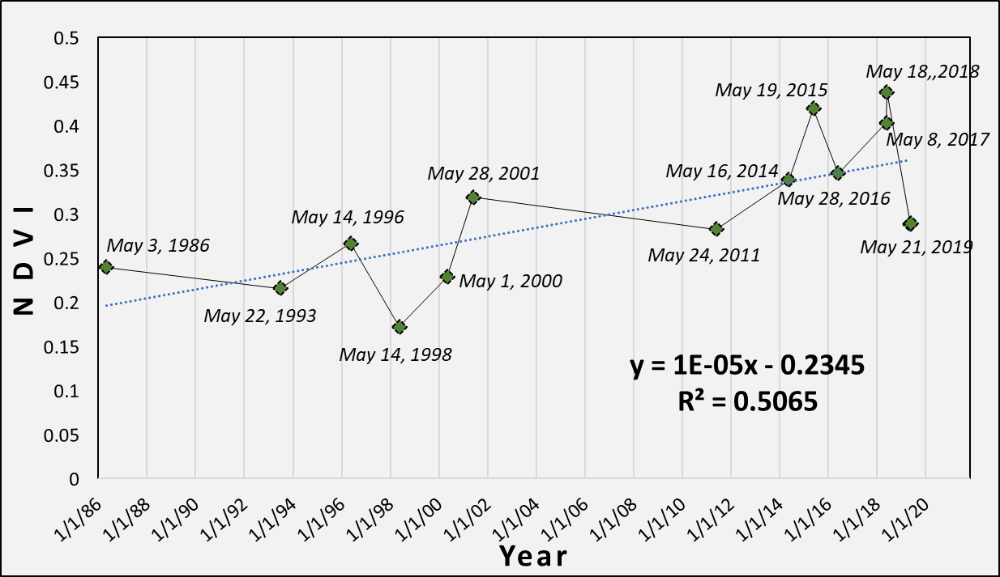 0.5
0.45
0.4
0.35
0.3
0.25
0.2
0.15
0.1
0.05
0
N D V I
May 3, 1986
May 22, 1993
May 14, 1996
May 14, 1998
May 1, 2000
May 28, 2001
May 24, 2011
May 16, 2014
May 19, 2015
May 28, 2016
May 18,,2018
May 8, 2017
May 21, 2019
y = 1E-05x - 0.2345
R² = 0.5065
1/1/86
1/1/88
1/1/90
1/1/92
1/1/94
1/1/96
1/1/98
1/1/00
1/1/02
1/1/04
1/1/06
1/1/08
1/1/10
1/1/12
1/1/14
1/1/16
1/1/18
1/1/20
Year